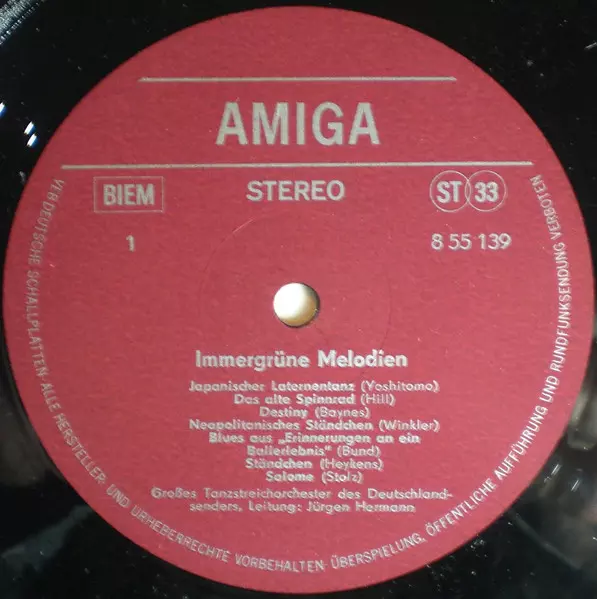 AMIGA
BIEM
STEREO
ST 33
1
8 55 139
Immergrüne Melodien
Japanischer Laternentanz (Yoshitomo)
Das alte Spinnrad (Hill)
Destiny (Baynes)
Neapolitanisches Ständchen (Winkler)
Blues aus „Erinnerungen an ein
Ballerlebnis" (Bund)
Ständchen (Heykens)
Salome (Stolz)
Großes Tanzstreichorchester des Deutschland-
senders, Leitung: Jürgen Hermann
VEB DEUTSCHE SCHALLPLATTEN · ALLE HERSTELLER- UND URHEBERRECHTE VORBEHALTEN · ÜBERSPIELUNG, ÖFFENTLICHE AUFFÜHRUNG UND RUNDFUNKSENDUNG VERBOTEN